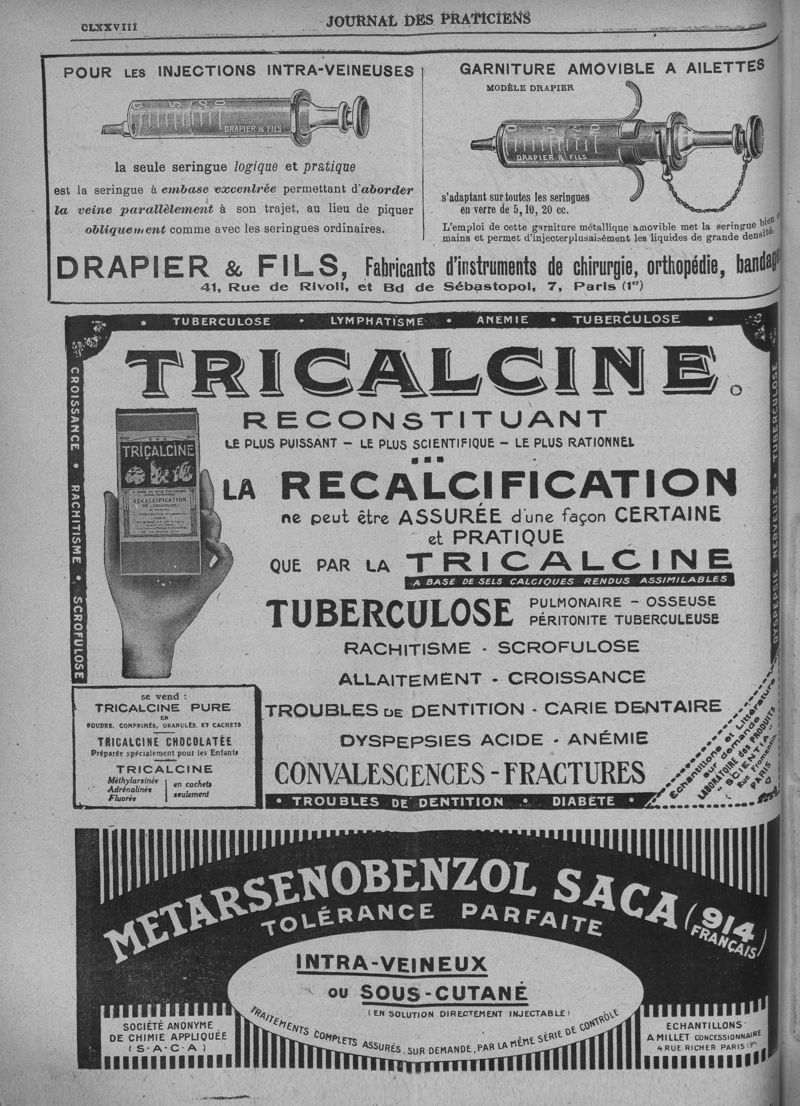 CLXXVIII
JOURNAL DES PRATICIENS
POUR LES INJECTIONS INTRA-VEINEUSES
DRAPIER & FILS
la seule seringue logique et pratique
est la seringue à embase excentrée permettant d'aborder
la veine parallèlement à son trajet, au lieu de piquer
obliquement comme avec les seringues ordinaires.
GARNITURE AMOVIBLE A AILETTES
MODÈLE DRAPIER
DRAPIER & FILS
s'adaptant sur toutes les seringues
en verre de 5, 10, 20 cc.
L'emploi de cette garniture métallique amovible met la seringue bien en
mains et permet d'injecter plus aisément les liquides de grande densité.
DRAPIER & FILS, Fabricants d'instruments de chirurgie, orthopédie, bandages
41, Rue de Rivoli, et Bd de Sébastopol, 7, Paris (1er)
• TUBERCULOSE • LYMPHATISME • ANEMIE • TUBERCULOSE •
CROISSANCE • RACHITISME • SCROFULOSE
TUBERCULOSE • DYSPEPSIE NERVEUSE
TRICALCINE
RECONSTITUANT
LE PLUS PUISSANT – LE PLUS SCIENTIFIQUE – LE PLUS RATIONNEL
TRICALCINE
RECALCIFICATION
LA RECALCIFICATION
ne peut être ASSURÉE d'une façon CERTAINE
et PRATIQUE
QUE PAR LA TRICALCINE
A BASE DE SELS CALCIQUES RENDUS ASSIMILABLES
TUBERCULOSE PULMONAIRE – OSSEUSE
PÉRITONITE TUBERCULEUSE
RACHITISME - SCROFULOSE
ALLAITEMENT - CROISSANCE
TROUBLES DE DENTITION - CARIE DENTAIRE
DYSPEPSIES ACIDE - ANÉMIE
CONVALESCENCES - FRACTURES
• TROUBLES DE DENTITION • DIABÈTE •
se vend :
TRICALCINE PURE
EN
POUDRE, COMPRIMÉS, GRANULÉS, ET CACHETS
TRICALCINE CHOCOLATÉE
Préparée spécialement pour les Enfants
TRICALCINE
Méthylarsinée
Adrénalinée
Fluorée
en cachets
seulement
Echantillons et Littérature
sur demande
LABORATOIRE des PRODUITS
"SCIENTIA"
Rue Fromentin
PARIS
METARSENOBENZOL SACA (914 FRANÇAIS)
TOLÉRANCE PARFAITE
INTRA-VEINEUX
OU SOUS-CUTANÉ
(EN SOLUTION DIRECTEMENT INJECTABLE)
TRAITEMENTS COMPLETS ASSURÉS, SUR DEMANDE, PAR LA MÊME SÉRIE DE CONTRÔLE
SOCIÉTÉ ANONYME
DE CHIMIE APPLIQUÉE
(S.A.C.A)
ECHANTILLONS
A MILLET CONCESSIONNAIRE
4 RUE RICHER PARIS (9e)